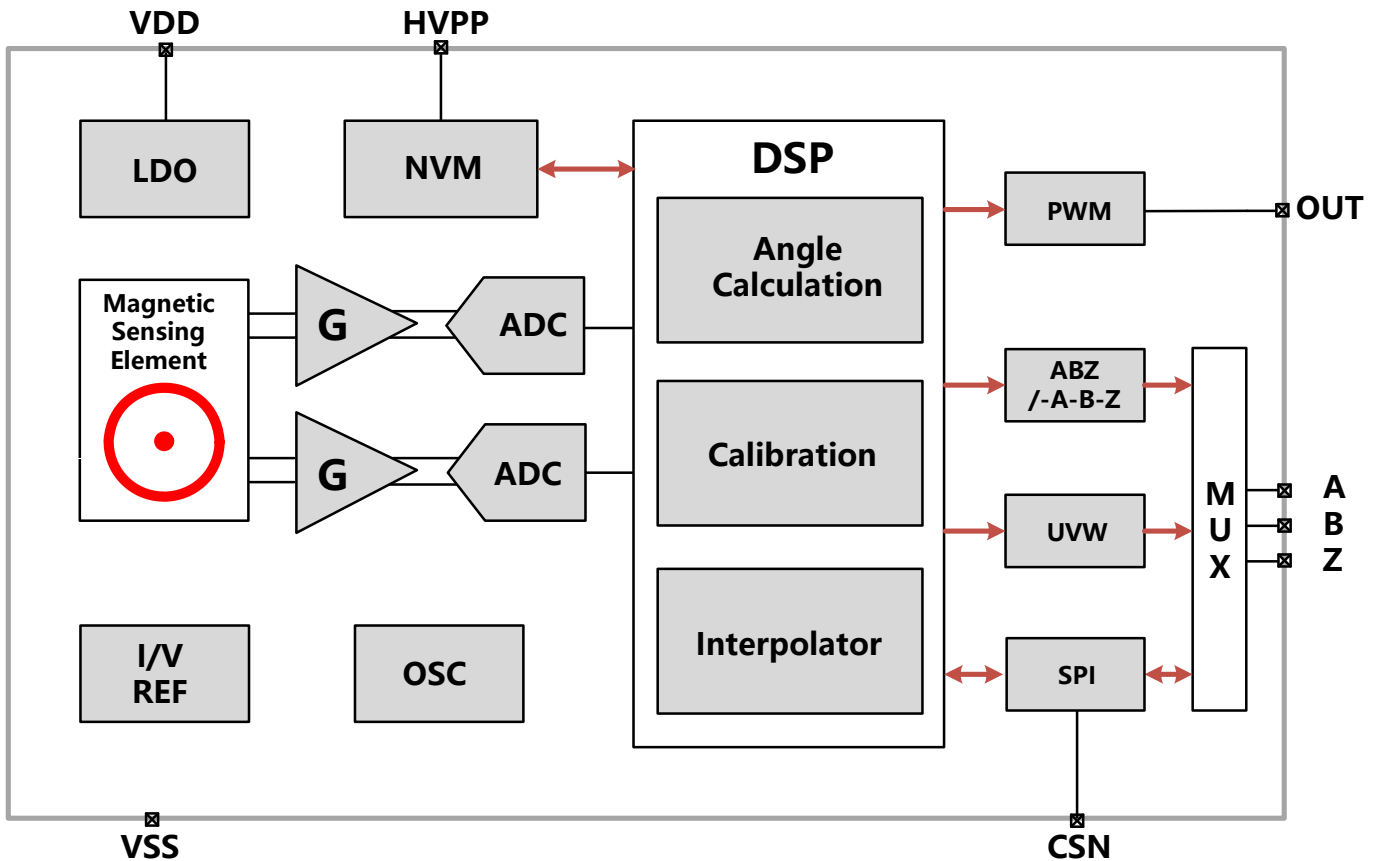 VDD
HVPP
LDO
NVM
DSP
Angle
Calculation
PWM
OUT
Magnetic
Sensing
Element
G
ADC
ABZ
/-A-B-Z
G
ADC
Calibration
UVW
M
U
X
A
B
Z
I/V
REF
OSC
Interpolator
SPI
VSS
CSN